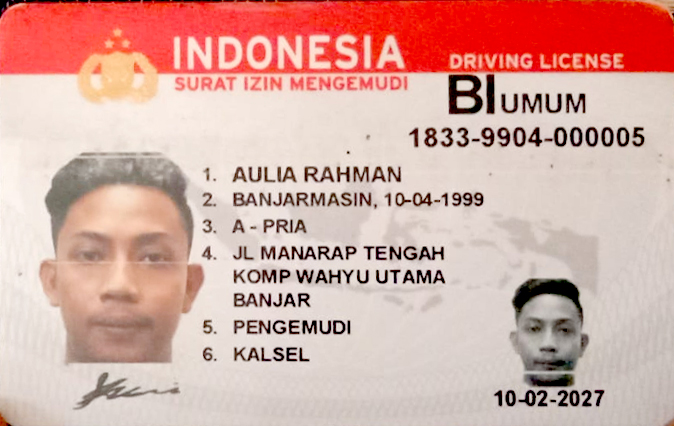 INDONESIA
SURAT IZIN MENGEMUDI
DRIVING LICENSE
BI UMUM
1833-9904-000005
1. AULIA RAHMAN
2. BANJARMASIN, 10-04-1999
3. A - PRIA
4. JL MANARAP TENGAH
KOMP WAHYU UTAMA
BANJAR
5. PENGEMUDI
6. KALSEL
10-02-2027